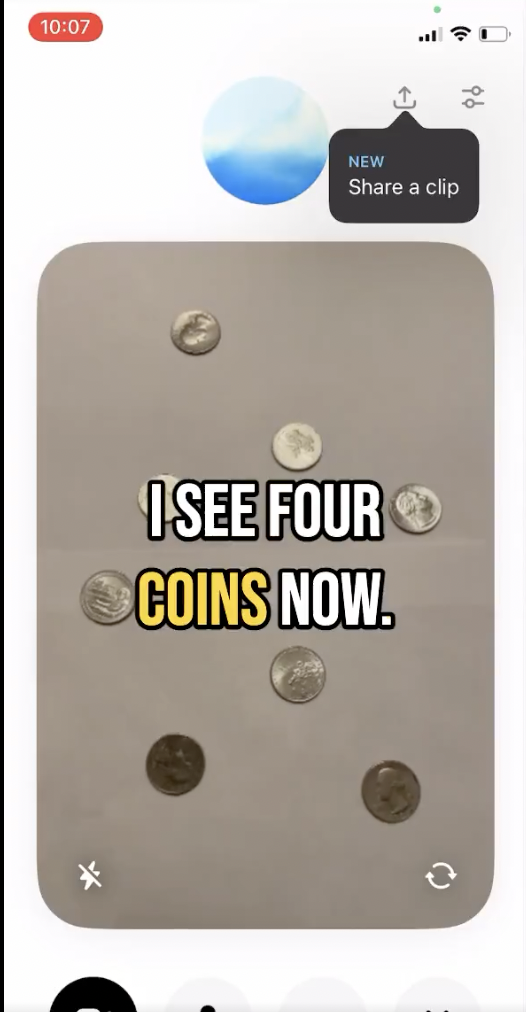 10:07
NEW
Share a clip
I SEE FOUR
COINS NOW.